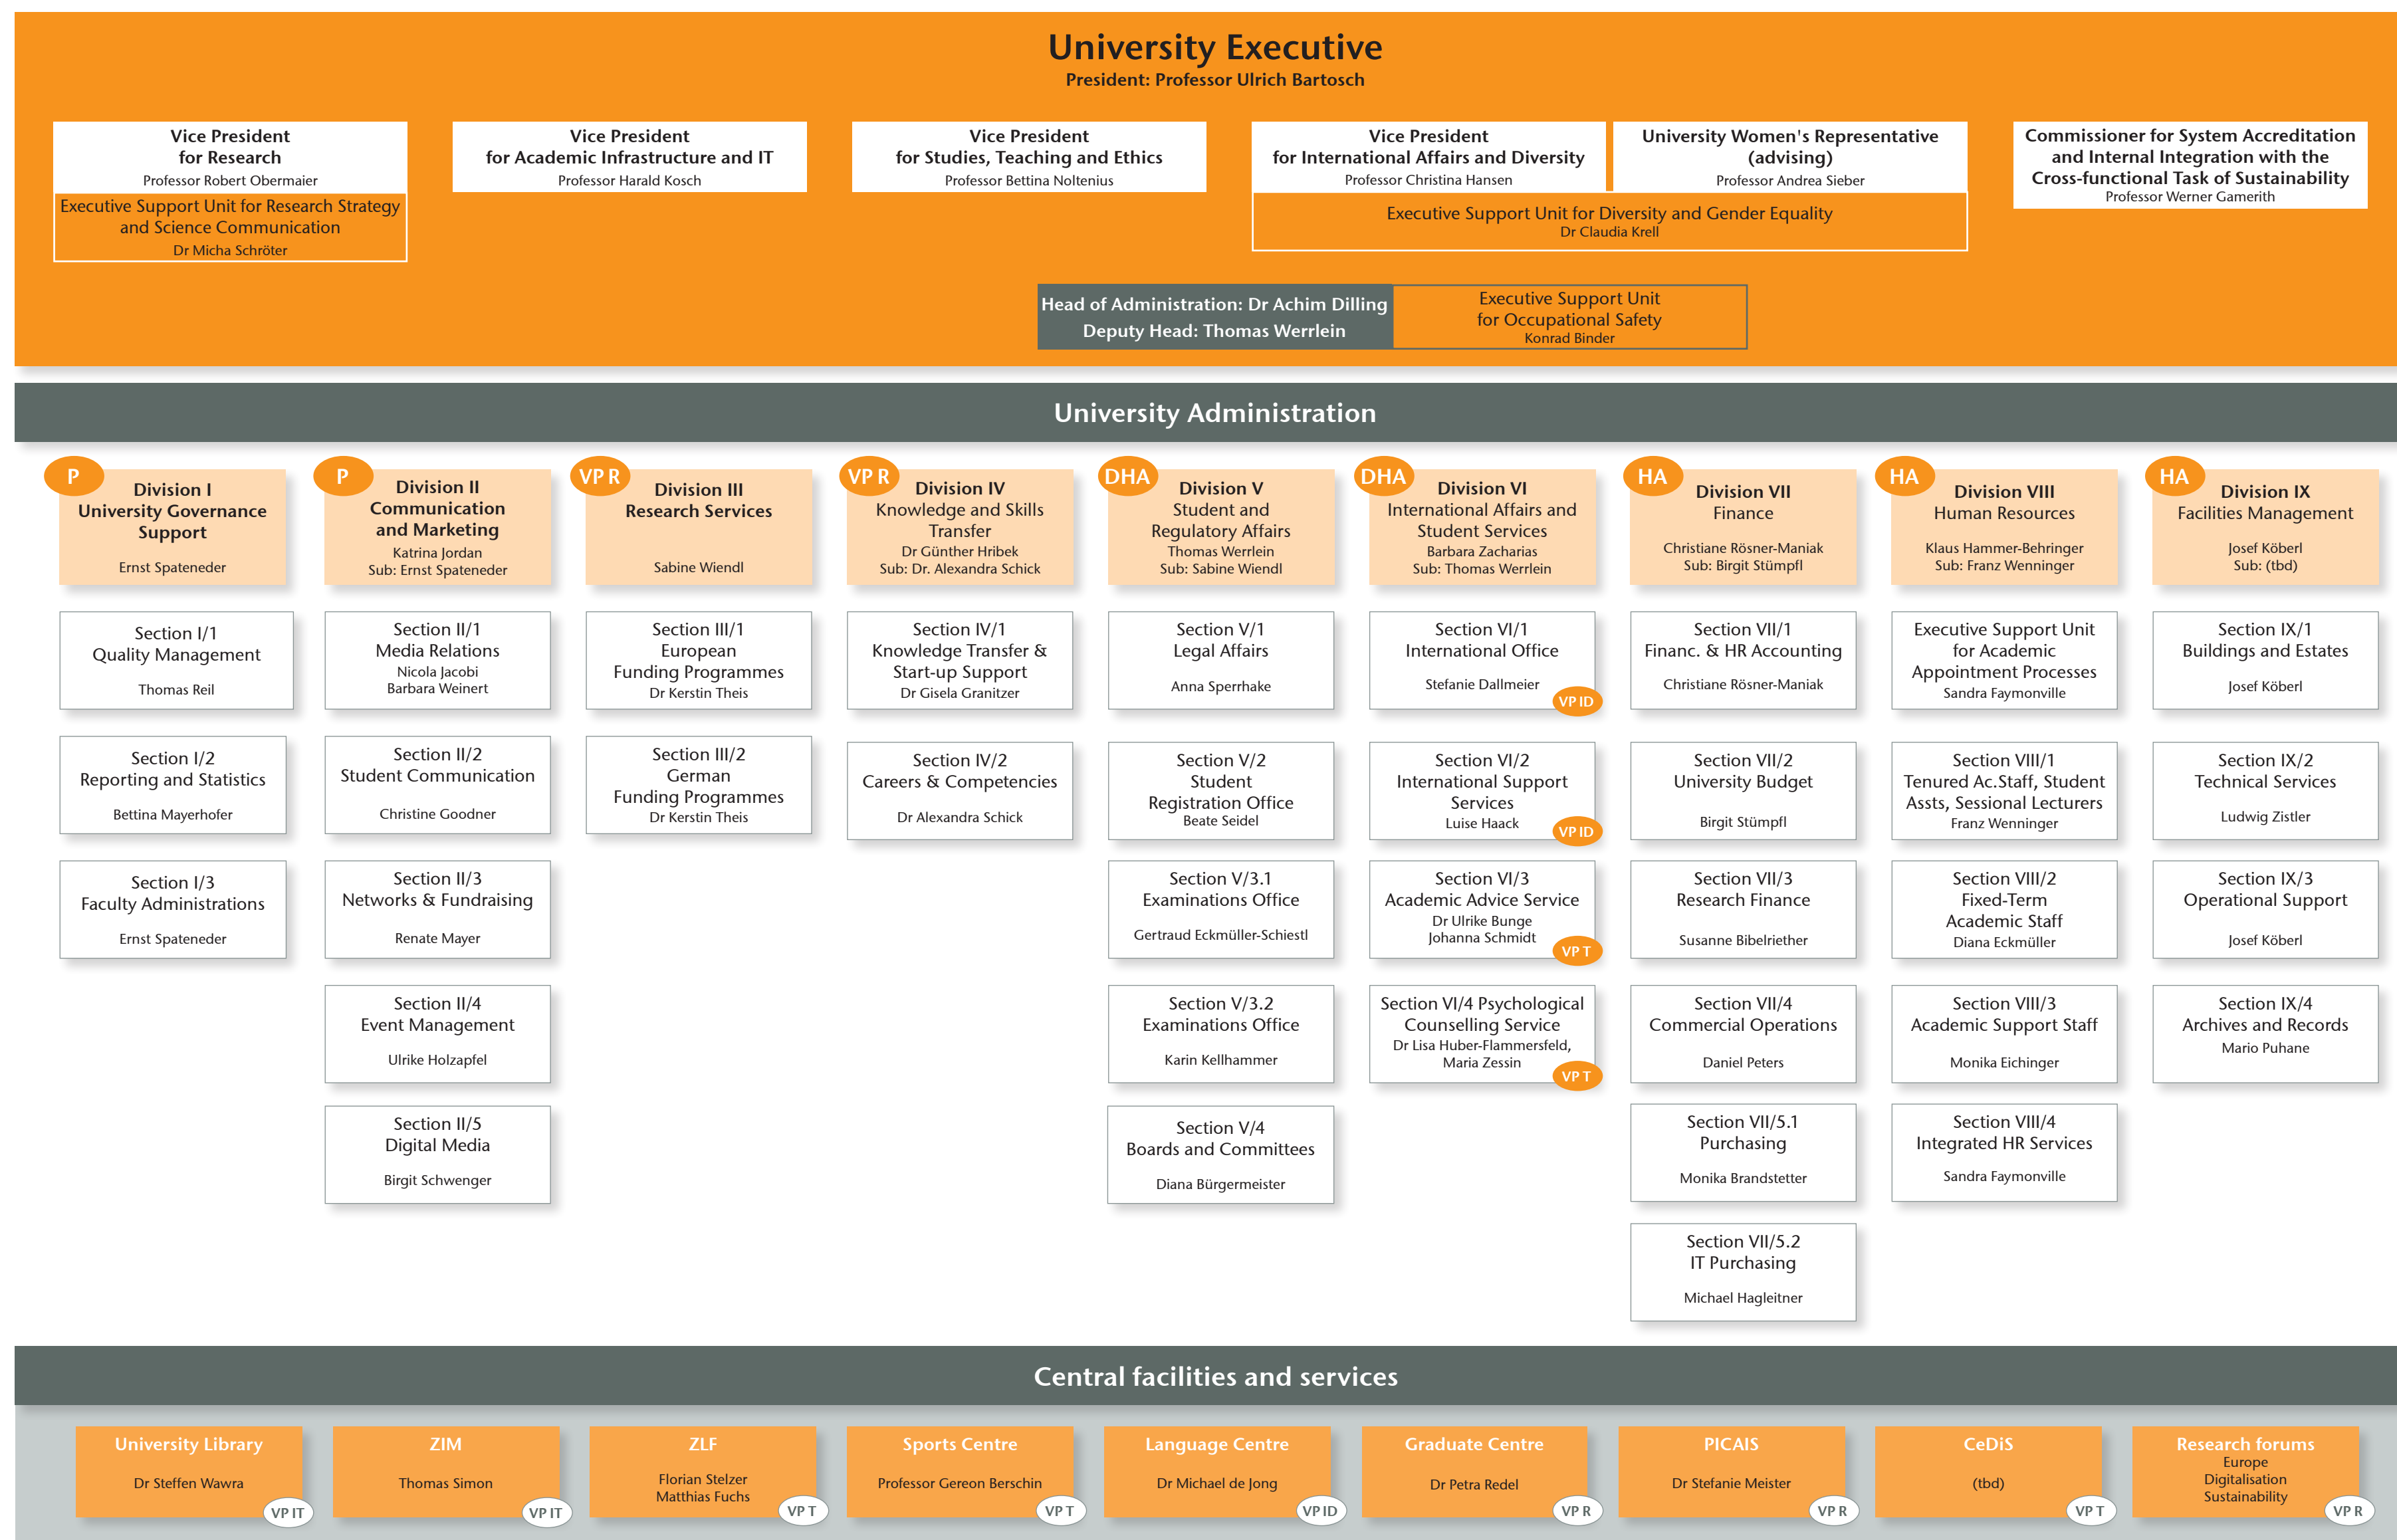 University Executive
President: Professor Ulrich Bartosch
Vice President
for Research
Professor Robert Obermaier
Executive Support Unit for Research Strategy
and Science Communication
Dr Micha Schröter
Vice President
for Academic Infrastructure and IT
Professor Harald Kosch
Vice President
for Studies, Teaching and Ethics
Professor Bettina Noltenius
Vice President
for International Affairs and Diversity
Professor Christina Hansen
University Women's Representative
(advising)
Professor Andrea Sieber
Executive Support Unit for Diversity and Gender Equality
Dr Claudia Krell
Commissioner for System Accreditation
and Internal Integration with the
Cross-functional Task of Sustainability
Professor Werner Gamerith
Head of Administration: Dr Achim Dilling
Deputy Head: Thomas Werrlein
Executive Support Unit
for Occupational Safety
Konrad Binder
University Administration
P
Division I
University Governance
Support
Ernst Spateneder
Section I/1
Quality Management
Thomas Reil
Section I/2
Reporting and Statistics
Bettina Mayerhofer
Section I/3
Faculty Administrations
Ernst Spateneder
P
Division II
Communication
and Marketing
Katrina Jordan
Sub: Ernst Spateneder
Section II/1
Media Relations
Nicola Jacobi
Barbara Weinert
Section II/2
Student Communication
Christine Goodner
Section II/3
Networks & Fundraising
Renate Mayer
Section II/4
Event Management
Ulrike Holzapfel
Section II/5
Digital Media
Birgit Schwenger
VP R
Division III
Research Services
Sabine Wiendl
Section III/1
European
Funding Programmes
Dr Kerstin Theis
Section III/2
German
Funding Programmes
Dr Kerstin Theis
VP R
Division IV
Knowledge and Skills
Transfer
Dr Günther Hribek
Sub: Dr. Alexandra Schick
Section IV/1
Knowledge Transfer &
Start-up Support
Dr Gisela Granitzer
Section IV/2
Careers & Competencies
Dr Alexandra Schick
DHA
Division V
Student and
Regulatory Affairs
Thomas Werrlein
Sub: Sabine Wiendl
Section V/1
Legal Affairs
Anna Sperrhake
Section V/2
Student
Registration Office
Beate Seidel
Section V/3.1
Examinations Office
Gertraud Eckmüller-Schiestl
Section V/3.2
Examinations Office
Karin Kellhammer
Section V/4
Boards and Committees
Diana Bürgermeister
DHA
Division VI
International Affairs and
Student Services
Barbara Zacharias
Sub: Thomas Werrlein
Section VI/1
International Office
Stefanie Dallmeier
VP ID
Section VI/2
International Support
Services
Luise Haack
VP ID
Section VI/3
Academic Advice Service
Dr Ulrike Bunge
Johanna Schmidt
VP T
Section VI/4 Psychological
Counselling Service
Dr Lisa Huber-Flammersfeld,
Maria Zessin
VP T
HA
Division VII
Finance
Christiane Rösner-Maniak
Sub: Birgit Stümpfl
Section VII/1
Financ. & HR Accounting
Christiane Rösner-Maniak
Section VII/2
University Budget
Birgit Stümpfl
Section VII/3
Research Finance
Susanne Bibelriether
Section VII/4
Commercial Operations
Daniel Peters
Section VII/5.1
Purchasing
Monika Brandstetter
Section VII/5.2
IT Purchasing
Michael Hagleitner
HA
Division VIII
Human Resources
Klaus Hammer-Behringer
Sub: Franz Wenninger
Executive Support Unit
for Academic
Appointment Processes
Sandra Faymonville
Section VIII/1
Tenured Ac.Staff, Student
Assts, Sessional Lecturers
Franz Wenninger
Section VIII/2
Fixed-Term
Academic Staff
Diana Eckmüller
Section VIII/3
Academic Support Staff
Monika Eichinger
Section VIII/4
Integrated HR Services
Sandra Faymonville
HA
Division IX
Facilities Management
Josef Köberl
Sub: (tbd)
Section IX/1
Buildings and Estates
Josef Köberl
Section IX/2
Technical Services
Ludwig Zistler
Section IX/3
Operational Support
Josef Köberl
Section IX/4
Archives and Records
Mario Puhane
Central facilities and services
University Library
Dr Steffen Wawra
VP IT
ZIM
Thomas Simon
VP IT
ZLF
Florian Stelzer
Matthias Fuchs
VP T
Sports Centre
Professor Gereon Berschin
VP T
Language Centre
Dr Michael de Jong
VP ID
Graduate Centre
Dr Petra Redel
VP R
PICAIS
Dr Stefanie Meister
VP R
CeDiS
(tbd)
VP T
Research forums
Europe
Digitalisation
Sustainability
VP R